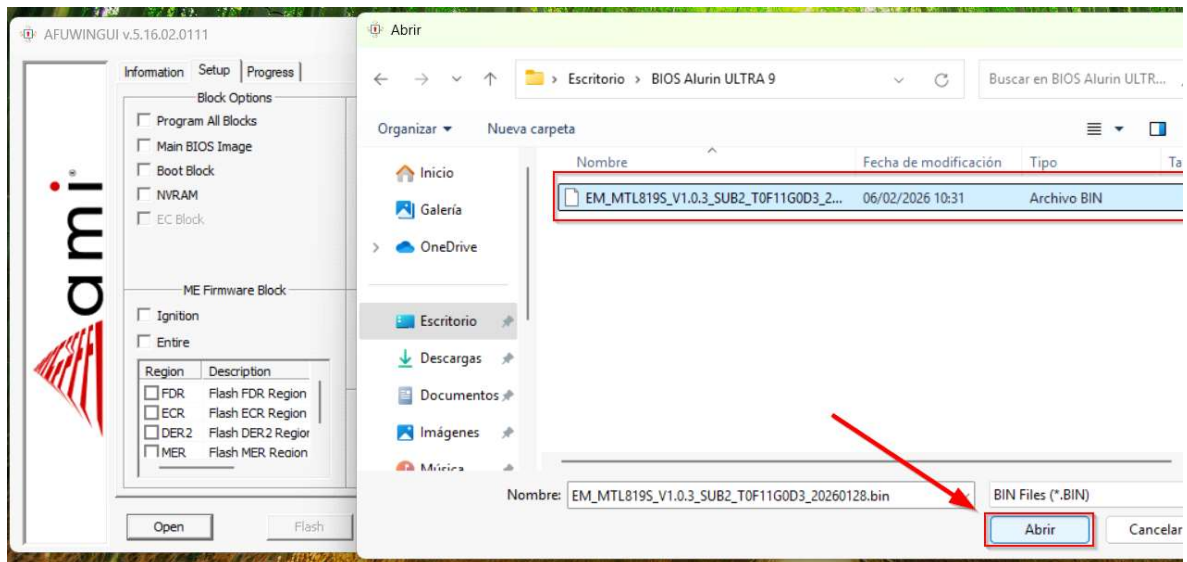 AFUWINGUI v.5.16.02.0111
Information Setup Progress
Block Options
Program All Blocks
Main BIOS Image
Boot Block
NVRAM
EC Block
ME Firmware Block
Ignition
Entire
Region Description
FDR Flash FDR Region
ECR Flash ECR Region
DER2 Flash DER2 Region
MER Flash MER Region
Open Flash
ami
Abrir
Escritorio > BIOS Alurin ULTRA 9
Buscar en BIOS Alurin ULTR...
Organizar Nueva carpeta
Inicio
Galería
OneDrive
Escritorio
Descargas
Documentos
Imágenes
Música
Nombre Fecha de modificación Tipo Ta
EM_MTL819S_V1.0.3_SUB2_T0F11G0D3_2... 06/02/2026 10:31 Archivo BIN
Nombre: EM_MTL819S_V1.0.3_SUB2_T0F11G0D3_20260128.bin BIN Files (*.BIN)
Abrir Cancelar